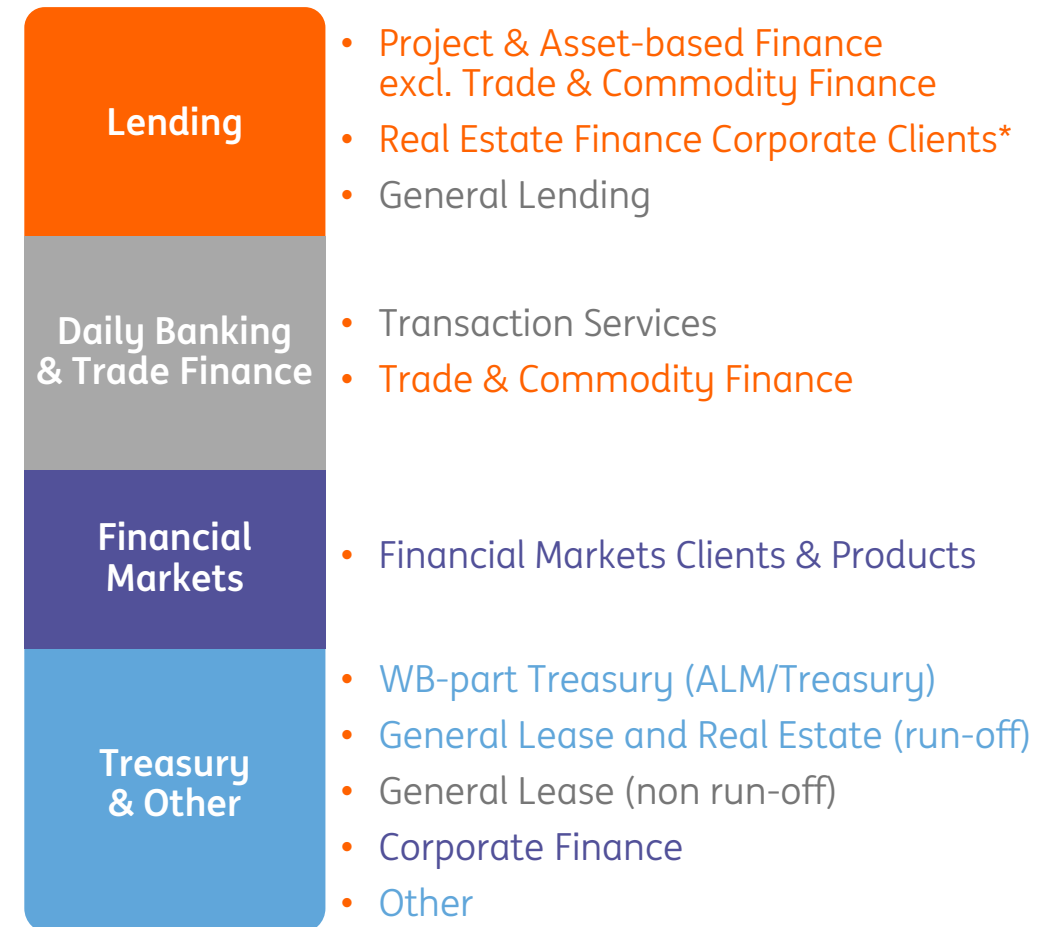 Lending
• Project & Asset-based Finance
excl. Trade & Commodity Finance
• Real Estate Finance Corporate Clients*
• General Lending
Daily Banking
& Trade Finance
• Transaction Services
• Trade & Commodity Finance
Financial
Markets
• Financial Markets Clients & Products
Treasury
& Other
• WB-part Treasury (ALM/Treasury)
• General Lease and Real Estate (run-off)
• General Lease (non run-off)
• Corporate Finance
• Other